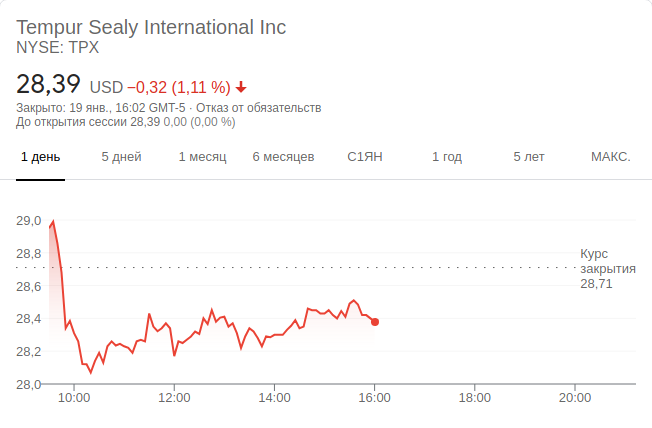 Tempur Sealy International Inc
NYSE: TPX
28,39 USD −0,32 (1,11 %)
Закрыто: 19 янв., 16:02 GMT-5 · Отказ от обязательств
До открытия сессии 28,39 0,00 (0,00 %)
1 день 5 дней 1 месяц 6 месяцев С1ЯН 1 год 5 лет МАКС.
29,0
28,8
28,6
28,4
28,2
28,0
Курс
закрытия
28,71
10:00 12:00 14:00 16:00 18:00 20:00